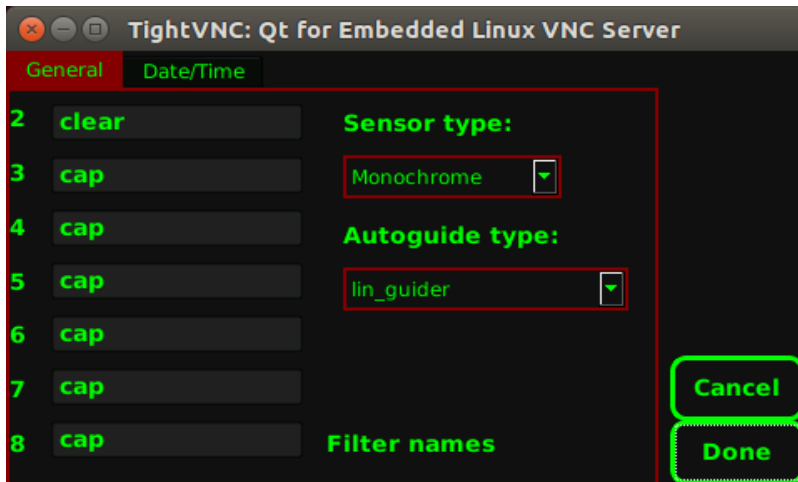 TightVNC: Qt for Embedded Linux VNC Server
General Date/Time
2 clear
Sensor type:
3 cap
Monochrome
4 cap
Autoguide type:
5 cap
lin_guider
6 cap
7 cap
Cancel
8 cap
Filter names
Done